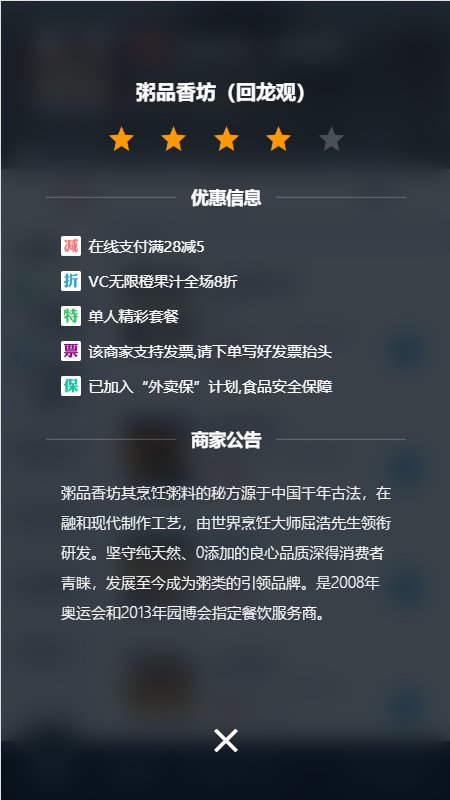 粥品香坊（回龙观）
优惠信息
减 在线支付满28减5
折 VC无限橙果汁全场8折
特 单人精彩套餐
票 该商家支持发票,请下单写好发票抬头
保 已加入“外卖保”计划,食品安全保障
商家公告
粥品香坊其烹饪粥料的秘方源于中国千年古法，在
融和现代制作工艺，由世界烹饪大师屈浩先生领衔
研发。坚守纯天然、0添加的良心品质深得消费者
青睐，发展至今成为粥类的引领品牌。是2008年
奥运会和2013年园博会指定餐饮服务商。